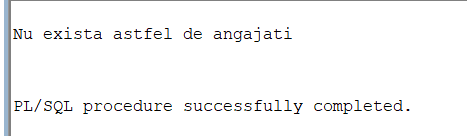 Nu exista astfel de angajati
PL/SQL procedure successfully completed.